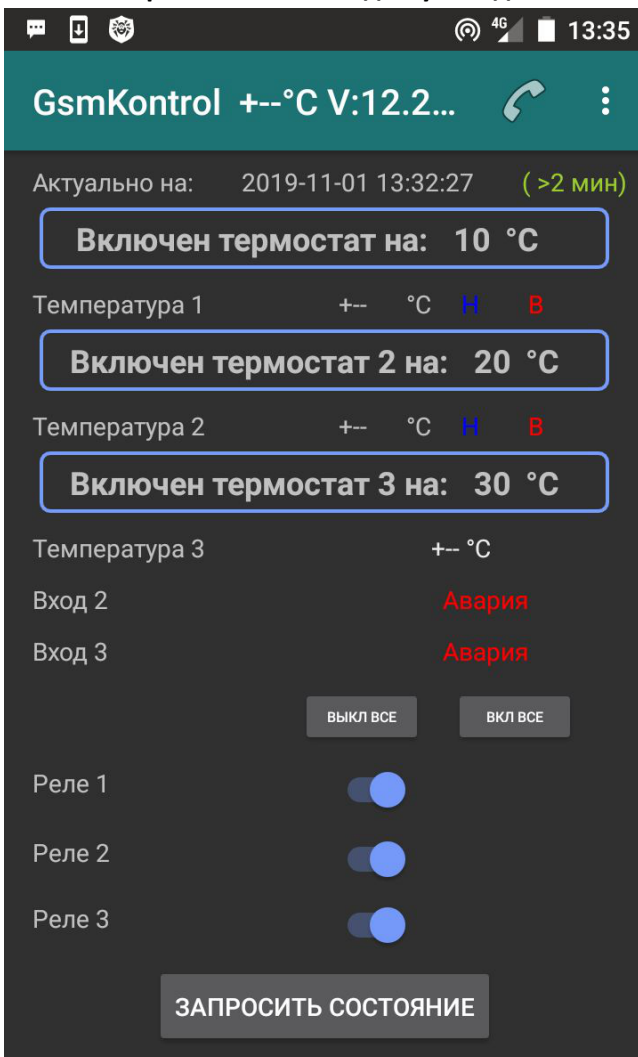 4G 13:35
GsmKontrol +--°C V:12.2...
Актуально на: 2019-11-01 13:32:27 ( >2 мин)
Включен термостат на: 10 °C
Температура 1 +-- °C Н В
Включен термостат 2 на: 20 °C
Температура 2 +-- °C Н В
Включен термостат 3 на: 30 °C
Температура 3 +-- °C
Вход 2 Авария
Вход 3 Авария
ВЫКЛ ВСЕ ВКЛ ВСЕ
Реле 1
Реле 2
Реле 3
ЗАПРОСИТЬ СОСТОЯНИЕ